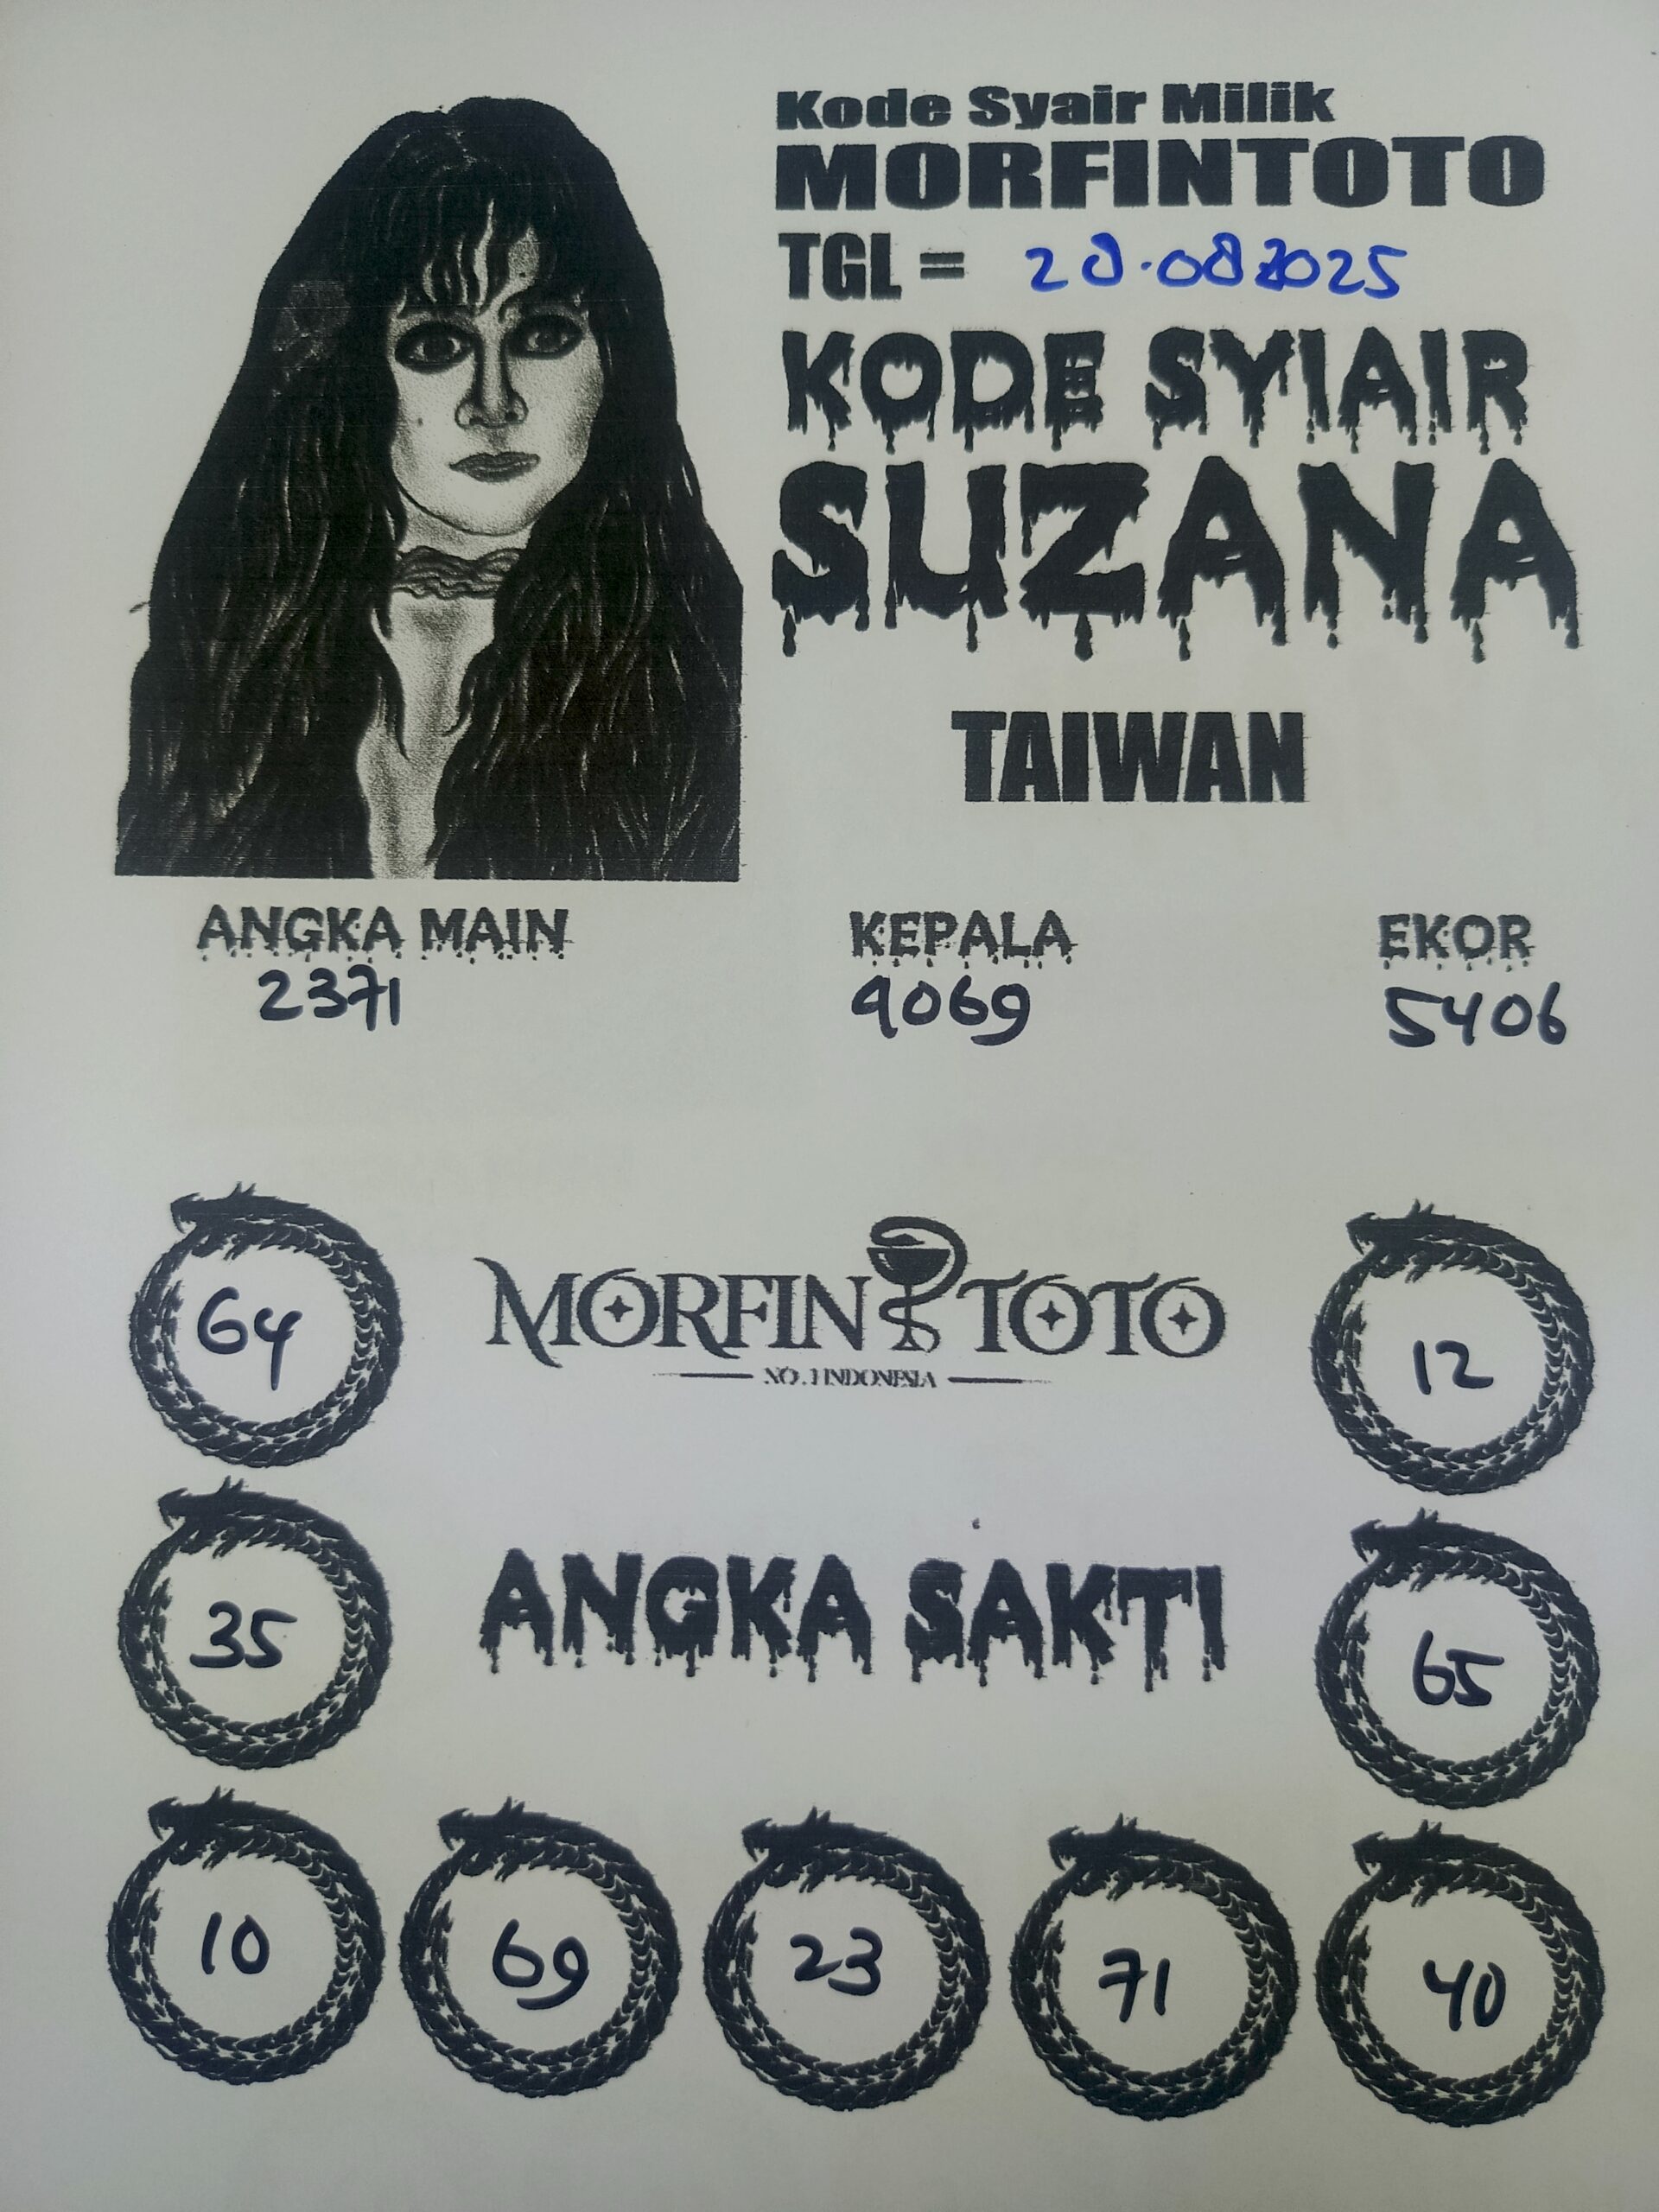 Kode Syair Milik
MORFINTOTO
TGL = 28.08.2025
KODE SYIAIR
SUZANA
TAIWAN
ANGKA MAIN KEPALA EKOR
2371 9069 5406
64 MORFIN TOTO 12
NO.1 INDONESIA
35 ANGKA SAKTI 65
10 69 23 71 40